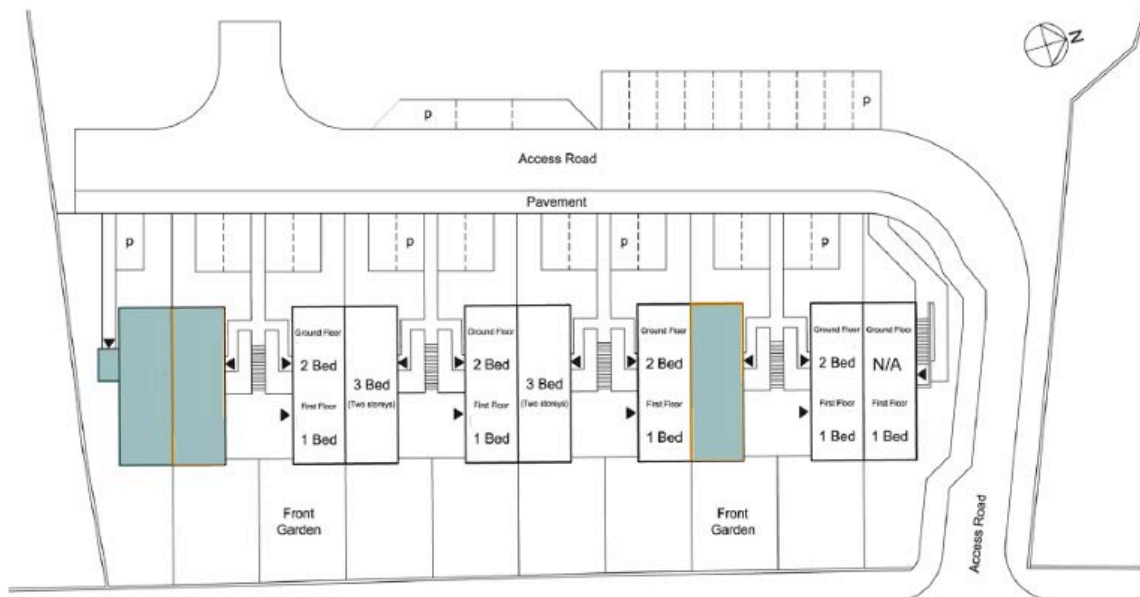 N
p
p
Access Road
Pavement
p
p
p
p
Ground Floor
2 Bed
First Floor
1 Bed
3 Bed
(Two storeys)
Ground Floor
2 Bed
First Floor
1 Bed
3 Bed
(Two storeys)
Ground Floor
2 Bed
First Floor
1 Bed
Ground Floor
2 Bed
First Floor
1 Bed
Ground Floor
N/A
First Floor
1 Bed
Front
Garden
Front
Garden
Access Road